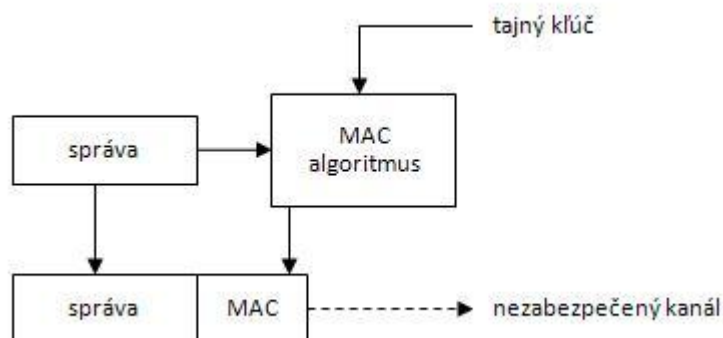 tajný kľúč
správa
MAC
algoritmus
správa
MAC
nezabezpečený kanál